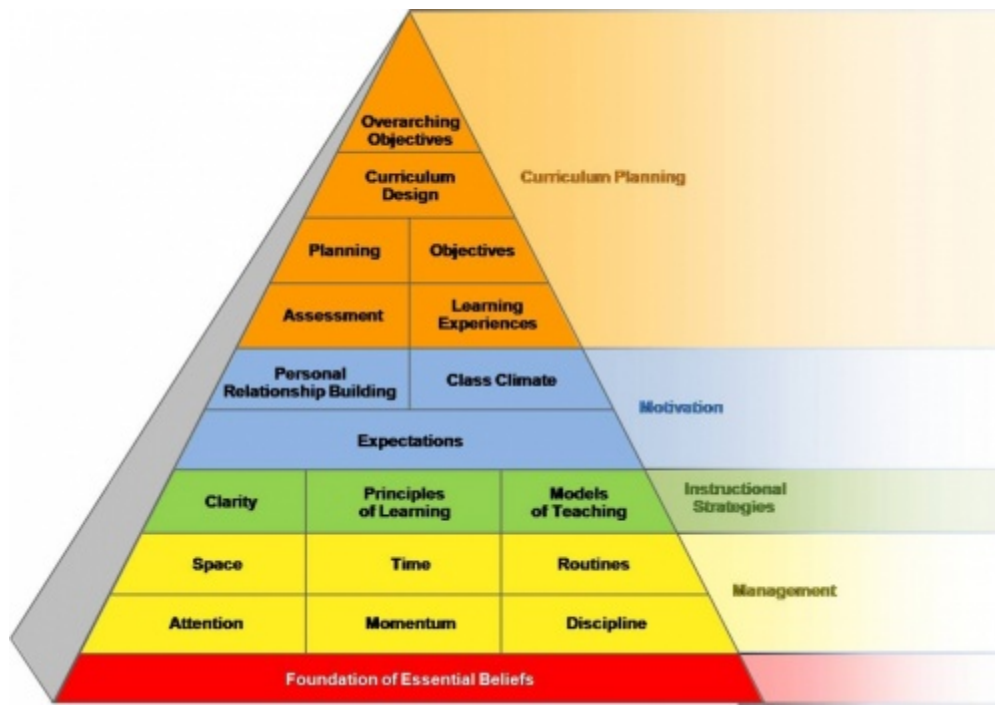 Overarching
Objectives
Curriculum
Design
Curriculum Planning
Planning
Objectives
Assessment
Learning
Experiences
Personal
Relationship Building
Class Climate
Motivation
Expectations
Clarity
Principles
of Learning
Models
of Teaching
Instructional
Strategies
Space
Time
Routines
Management
Attention
Momentum
Discipline
Foundation of Essential Beliefs